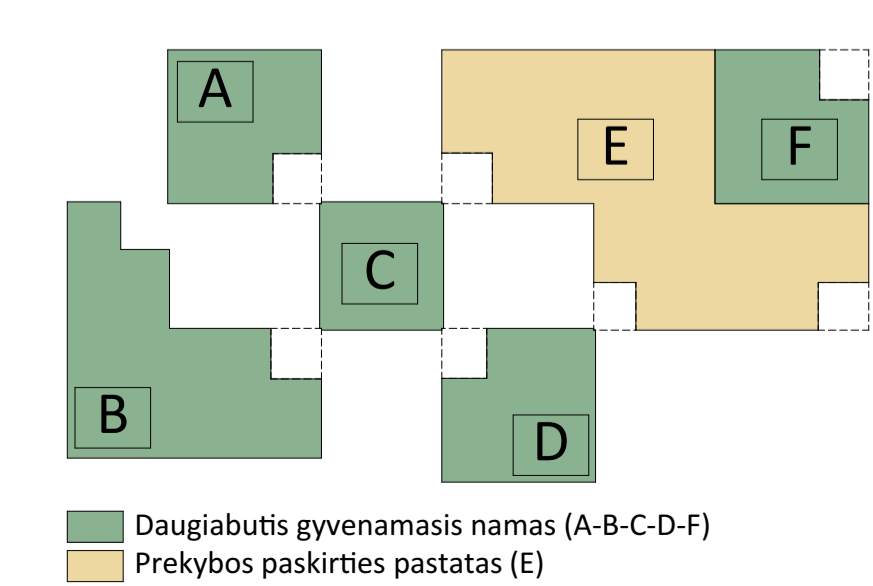 A
E
F
C
B
D
Daugiabutis gyvenamasis namas (A-B-C-D-F)
Prekybos paskirties pastatas (E)